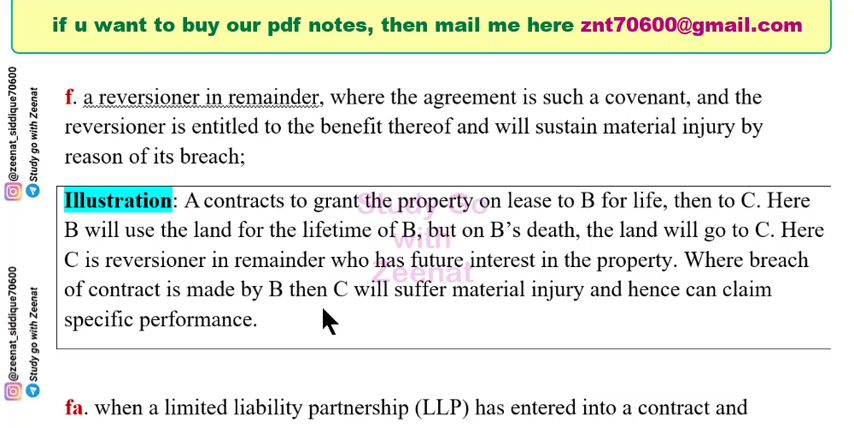 if u want to buy our pdf notes, then mail me here znt70600@gmail.com
@zeenat_siddique70600
Study go with Zeenat
f. a reversioner in remainder, where the agreement is such a covenant, and the
reversioner is entitled to the benefit thereof and will sustain material injury by
reason of its breach;
Illustration: A contracts to grant the property on lease to B for life, then to C. Here
B will use the land for the lifetime of B, but on B's death, the land will go to C. Here
C is reversioner in remainder who has future interest in the property. Where breach
of contract is made by B then C will suffer material injury and hence can claim
specific performance.
Study Go
with
Zeenat
@zeenat_siddique70600
Study go with Zeenat
fa. when a limited liability partnership (LLP) has entered into a contract and